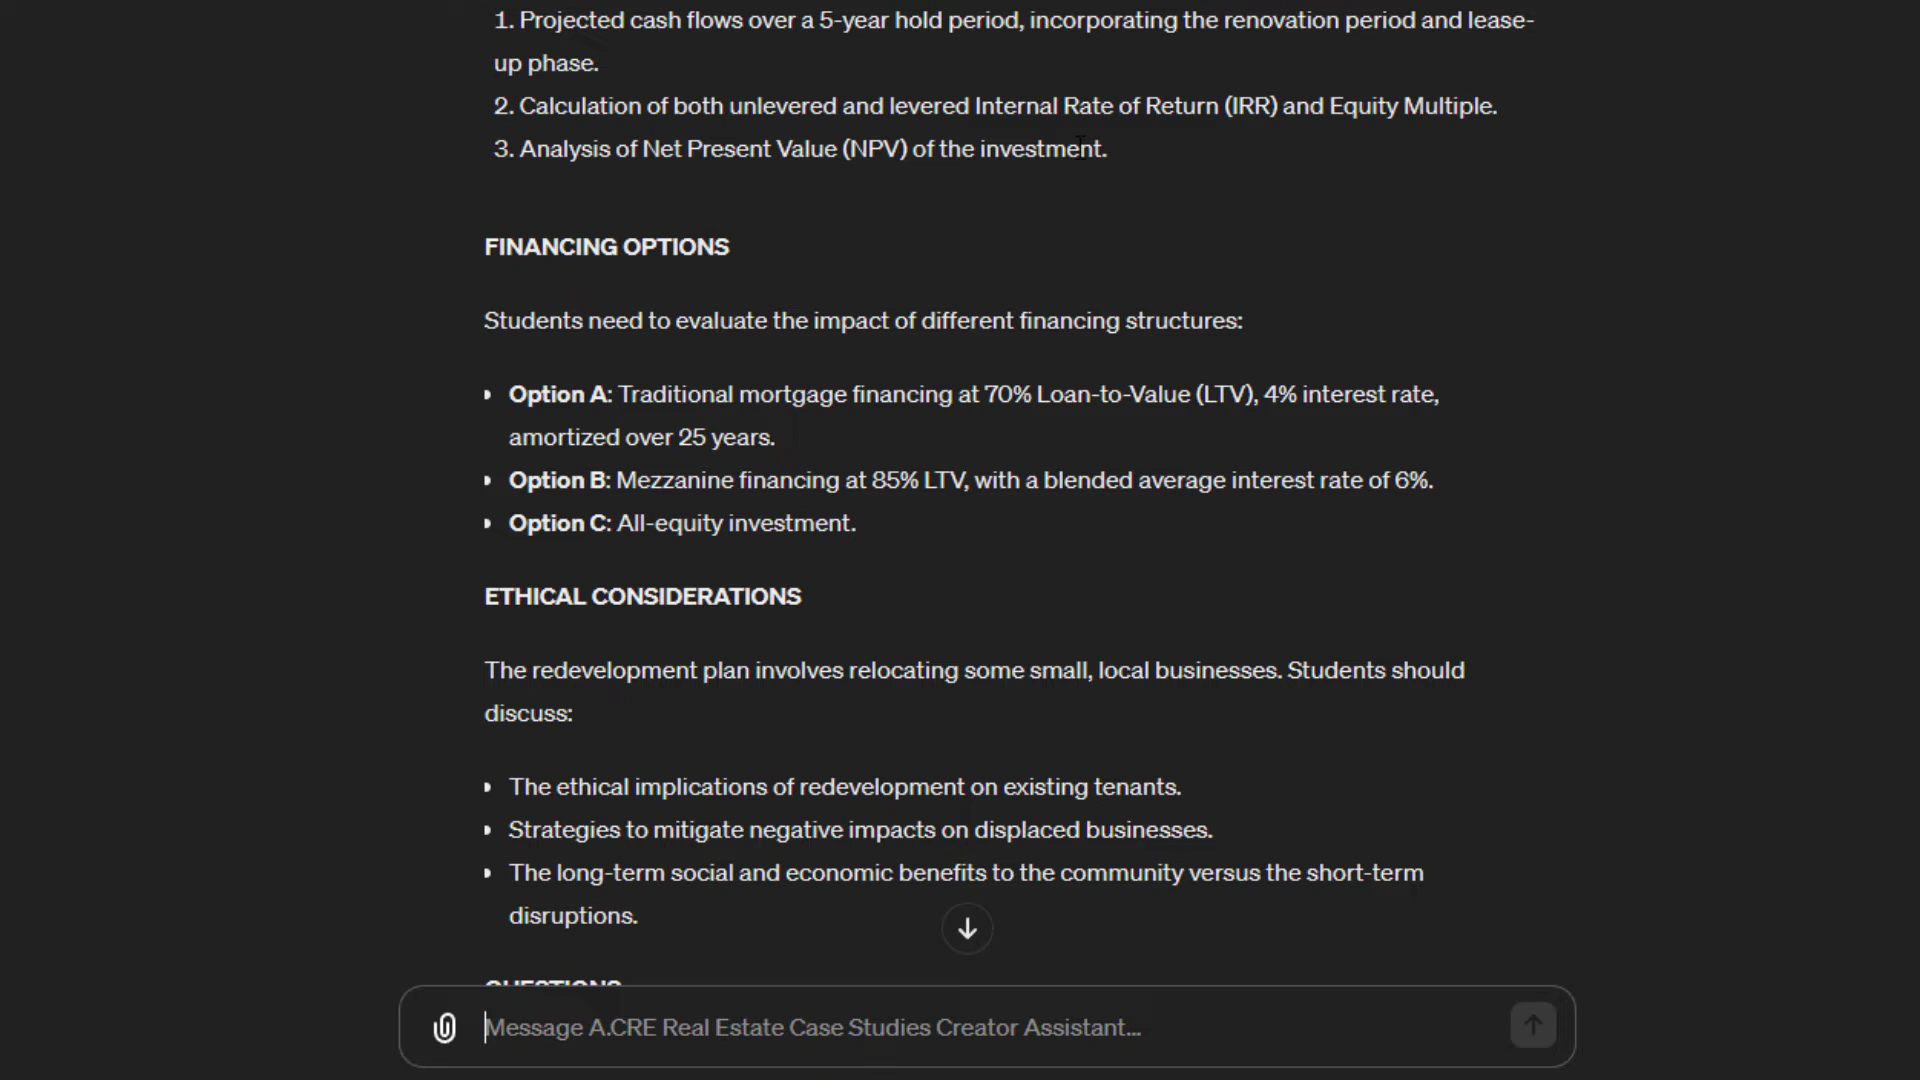 1. Projected cash flows over a 5-year hold period, incorporating the renovation period and lease-
up phase.
2. Calculation of both unlevered and levered Internal Rate of Return (IRR) and Equity Multiple.
3. Analysis of Net Present Value (NPV) of the investment.
FINANCING OPTIONS
Students need to evaluate the impact of different financing structures:
• Option A: Traditional mortgage financing at 70% Loan-to-Value (LTV), 4% interest rate,
amortized over 25 years.
• Option B: Mezzanine financing at 85% LTV, with a blended average interest rate of 6%.
• Option C: All-equity investment.
ETHICAL CONSIDERATIONS
The redevelopment plan involves relocating some small, local businesses. Students should
discuss:
• The ethical implications of redevelopment on existing tenants.
• Strategies to mitigate negative impacts on displaced businesses.
• The long-term social and economic benefits to the community versus the short-term
disruptions.
QUESTIONS
Message A.CRE Real Estate Case Studies Creator Assistant...